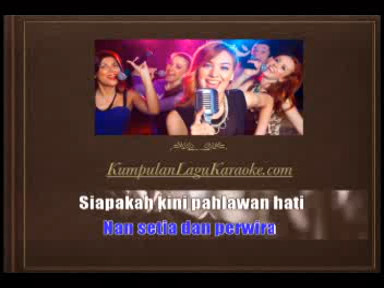 KumpulanLaguKaraoke.com
Siapakah kini pahlawan hati
Nan setia dan perwira